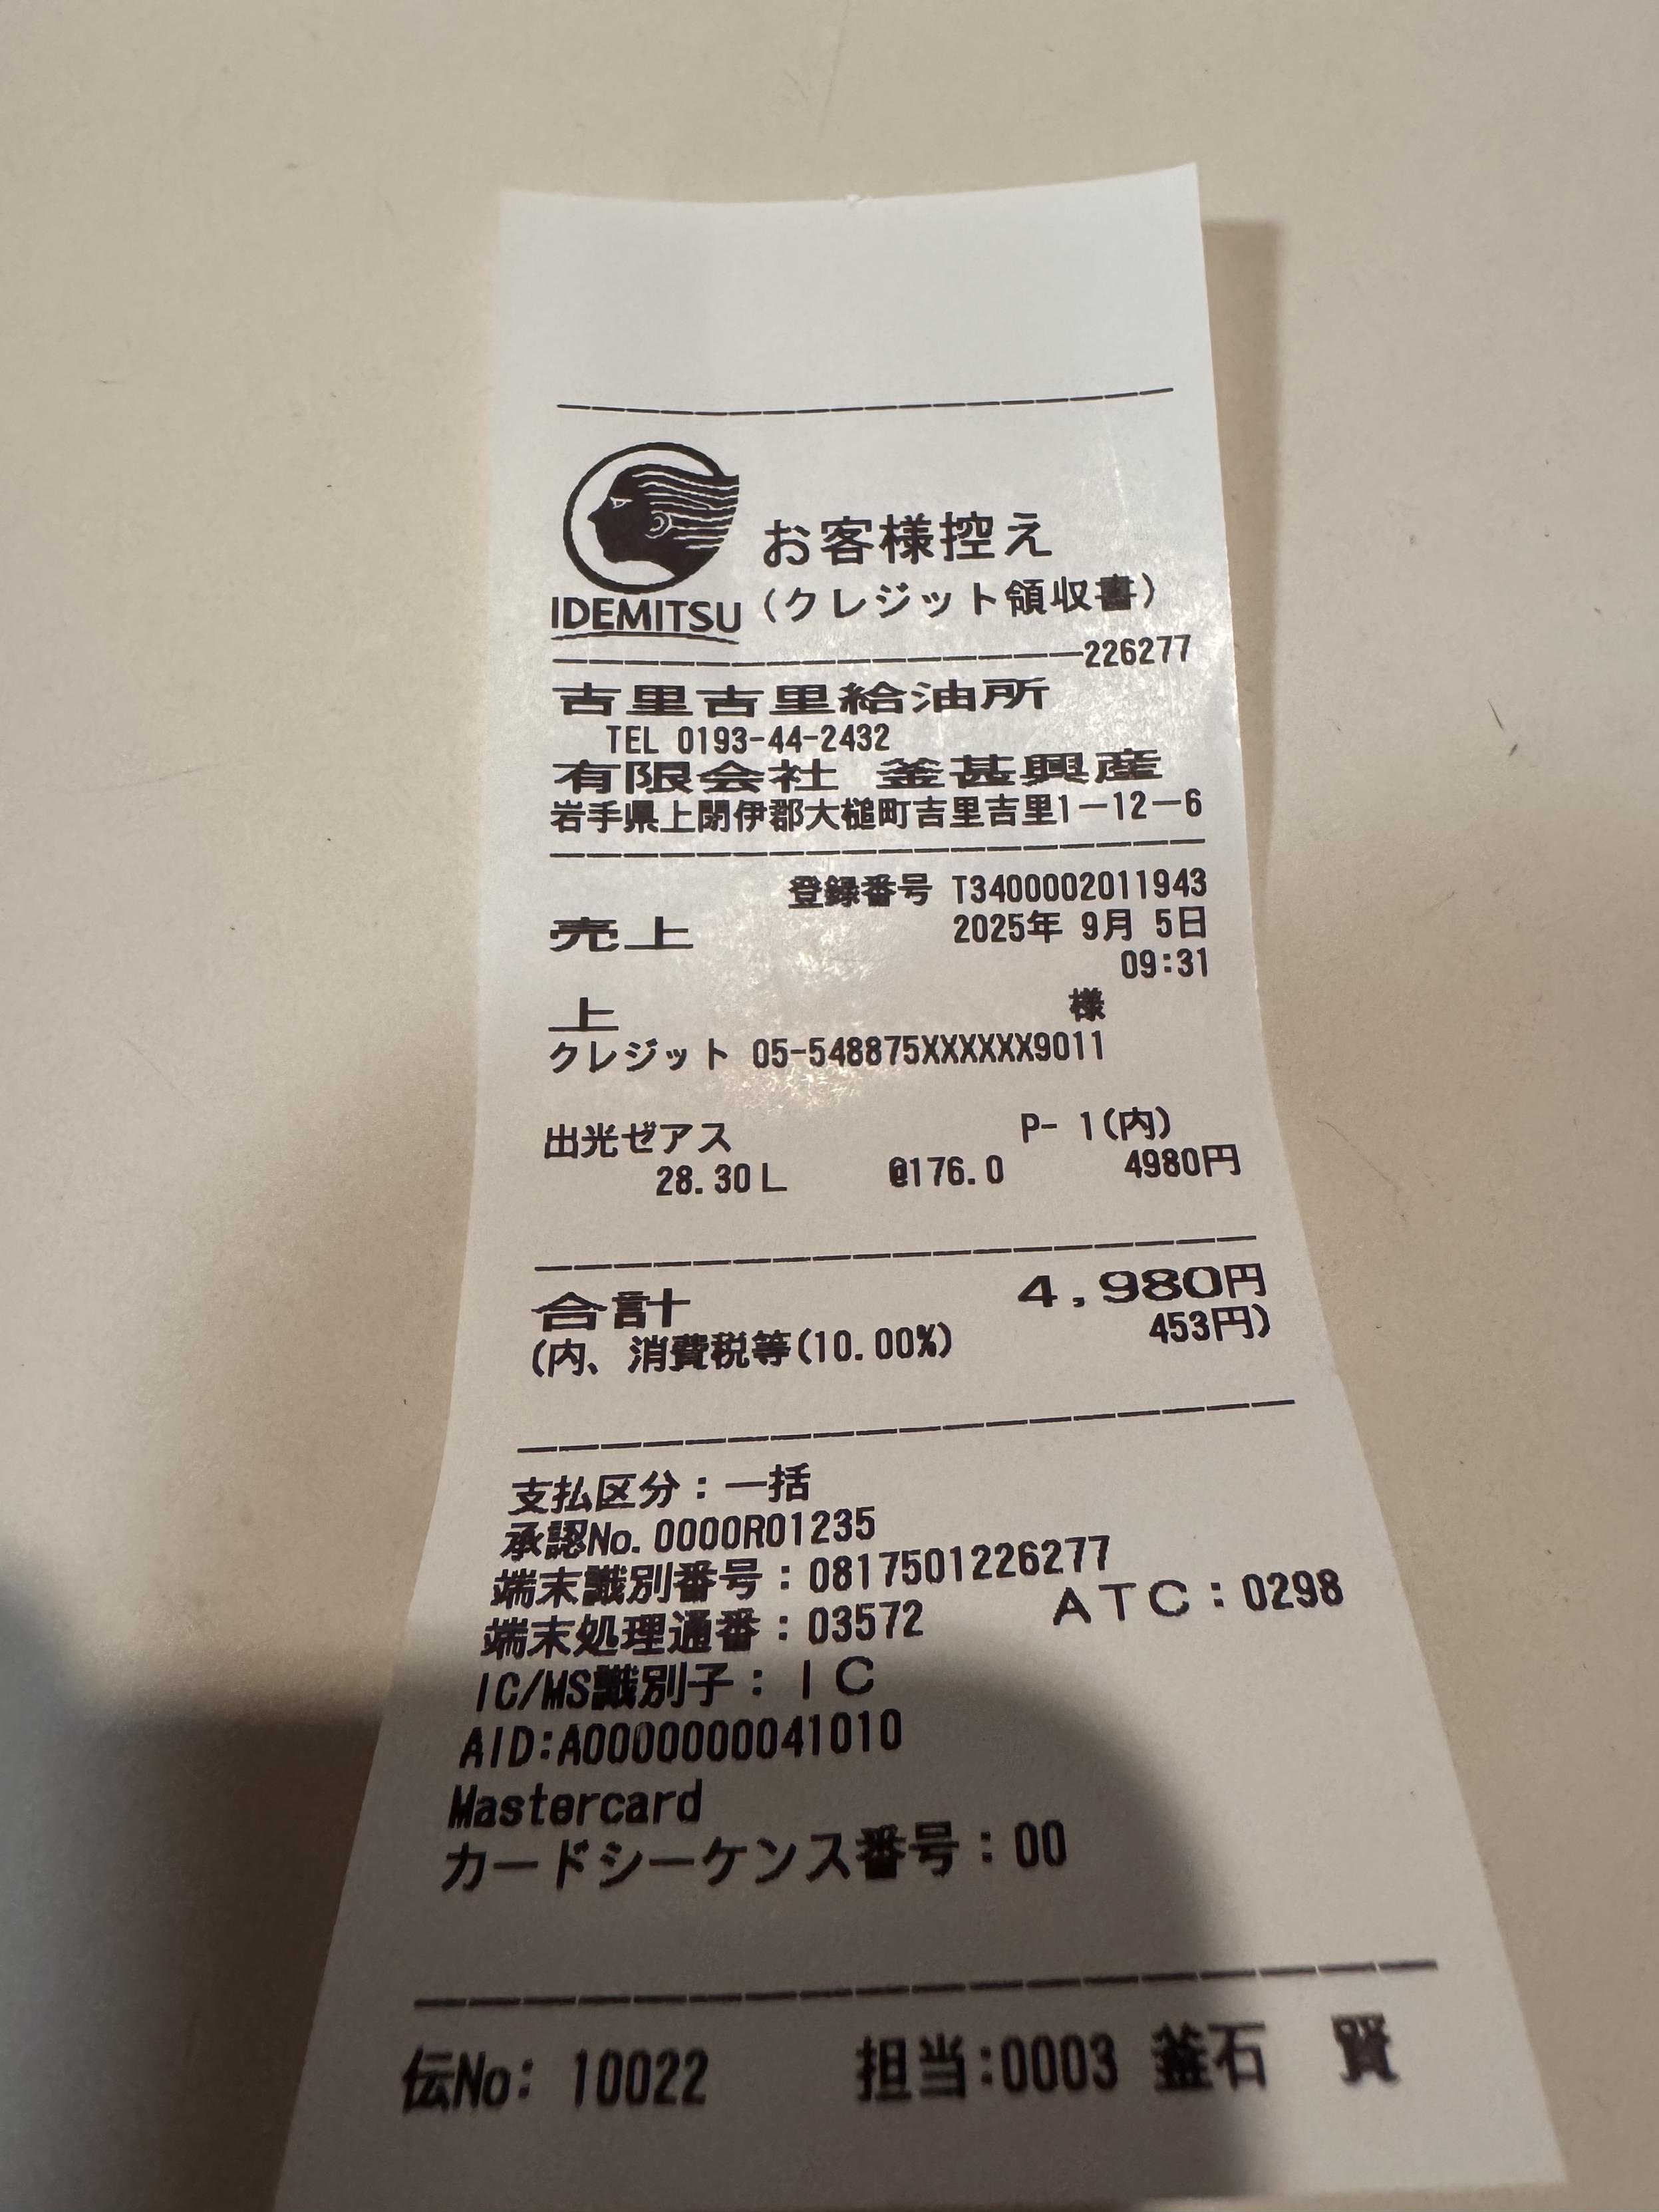 お客様控え
IDEMITSU (クレジット領収書)
226277
吉里吉里給油所
TEL 0193-44-2432
有限会社 釜甚興産
岩手県上閉伊郡大槌町吉里吉里1-12-6
登録番号 T3400002011943
売上 2025年 9月 5日
09:31
上 様
クレジット 05-548875XXXXXX9011
出光ゼアス P- 1(内)
28.30L @176.0 4980円
合計 4,980円
(内、消費税等(10.00%) 453円)
支払区分:一括
承認No.0000R01235
端末識別番号:0817501226277
端末処理通番:03572 ATC:0298
IC/MS識別子:IC
AID:A0000000041010
Mastercard
カードシーケンス番号:00
伝No: 10022 担当:0003 釜石 賢